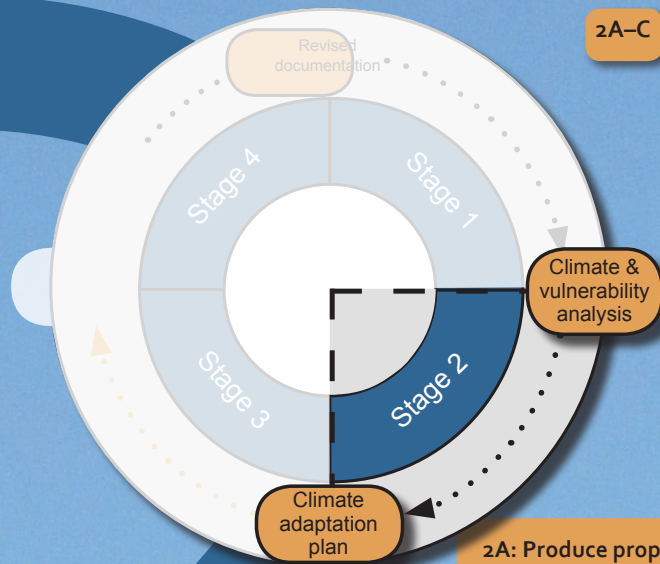 2A–C
Revised
documentation
Stage 4
Stage 1
Climate &
vulnerability
analysis
Stage 3
Stage 2
Climate
adaptation
plan
2A: Produce prop